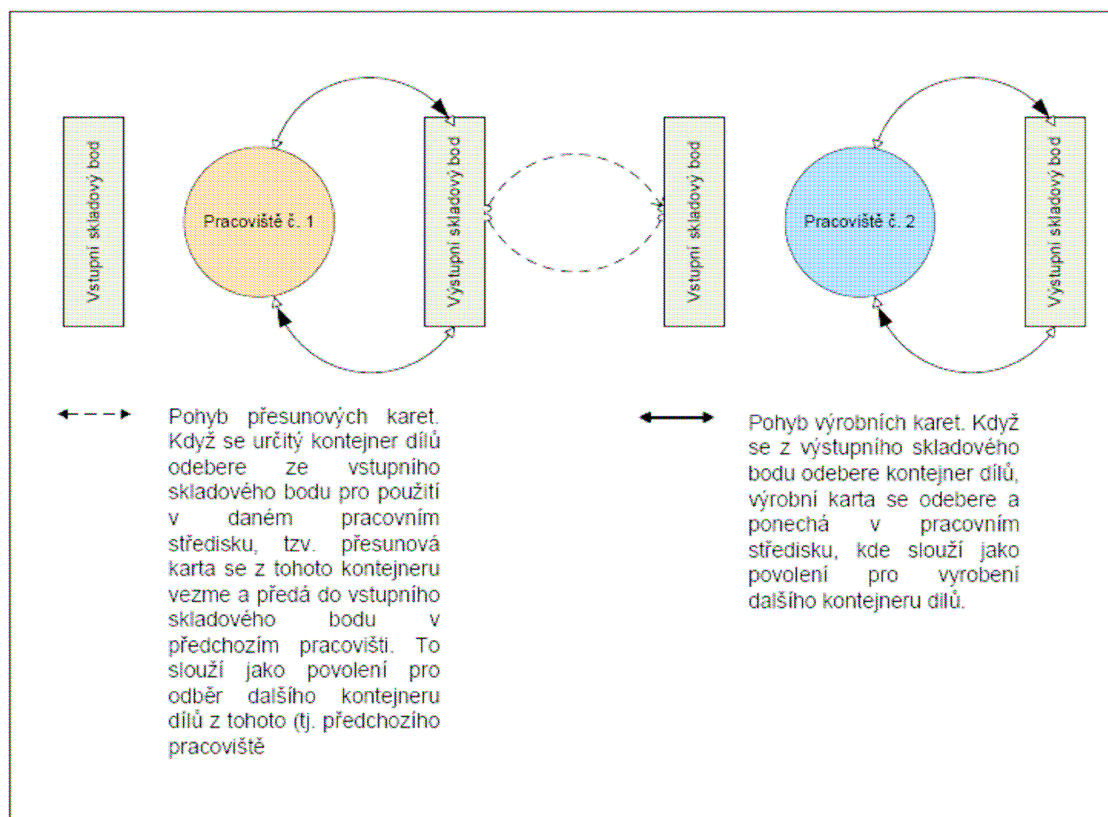 Vstupní skladový bod
Pracoviště č. 1
Výstupní skladový bod
Vstupní skladový bod
Pracoviště č. 2
Výstupní skladový bod
Pohyb přesunových karet.
Když se určitý kontejner dílů
odebere ze vstupního
skladového bodu pro použití
v daném pracovním
středisku, tzv. přesunová
karta se z tohoto kontejneru
vezme a předá do vstupního
skladového bodu v
předchozím pracovišti. To
slouží jako povolení pro
odběr dalšího kontejneru
dílů z tohoto (tj. předchozího
pracoviště
Pohyb výrobních karet. Když
se z výstupního skladového
bodu odebere kontejner dílů,
výrobní karta se odebere a
ponechá v pracovním
středisku, kde slouží jako
povolení pro vyrobení
dalšího kontejneru dílů.